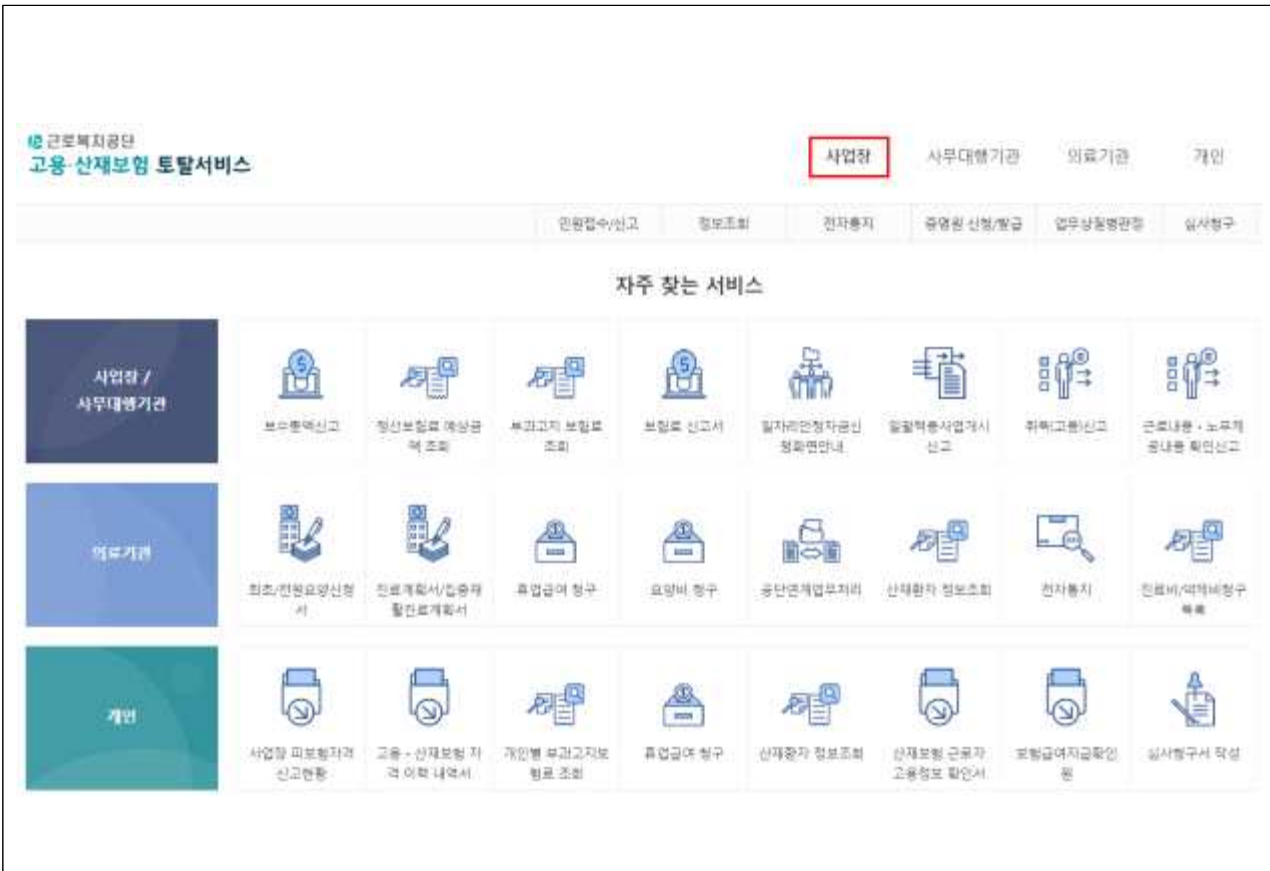 근로복지공단
고용·산재보험 토탈서비스
사업장 사무대행기관 의료기관 개인
민원접수/신고 정보조회 전자통지 증명원 신청/발급 업무상질병판정 심사청구
자주 찾는 서비스
사업장 /
사무대행기관
보수총액신고
정산보험료 예상금
액 조회
부과고지 보험료
조회
보험료 신고서
일자리안정자금신
청화면안내
일괄적용사업개시
신고
취득(고용)신고
근로내용·노무제
공내용 확인신고
의료기관
최초/전원요양신청
서
진료계획서/집중재
활진료계획서
휴업급여 청구
요양비 청구
공단연계업무처리
산재환자 정보조회
전자통지
진료비/약제비청구
목록
개인
사업장 피보험자격
신고현황
고용·산재보험 자
격 이력 내역서
개인별 부과고지보
험료 조회
휴업급여 청구
산재환자 정보조회
산재보험 근로자
고용정보 확인서
보험급여지급확인
원
심사청구서 작성